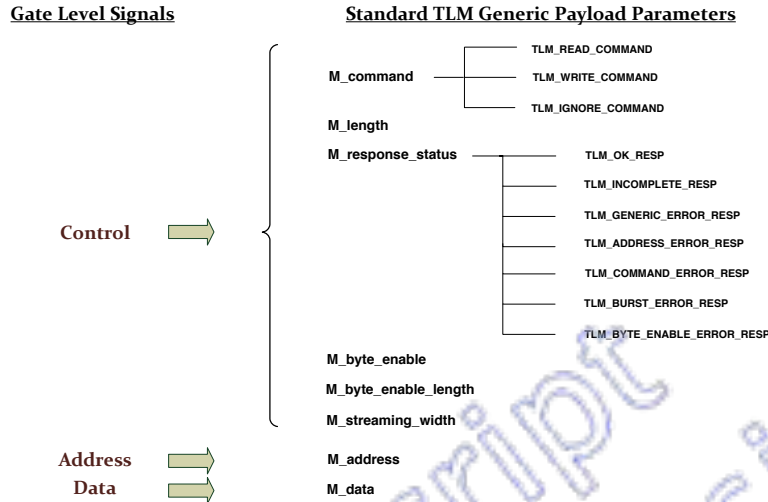 Gate Level Signals
Standard TLM Generic Payload Parameters
TLM_READ_COMMAND
M_command
TLM_WRITE_COMMAND
TLM_IGNORE_COMMAND
M_length
M_response_status
TLM_OK_RESP
TLM_INCOMPLETE_RESP
TLM_GENERIC_ERROR_RESP
Control
TLM_ADDRESS_ERROR_RESP
TLM_COMMAND_ERROR_RESP
TLM_BURST_ERROR_RESP
TLM_BYTE_ENABLE_ERROR_RESP
M_byte_enable
M_byte_enable_length
M_streaming_width
Address
M_address
Data
M_data